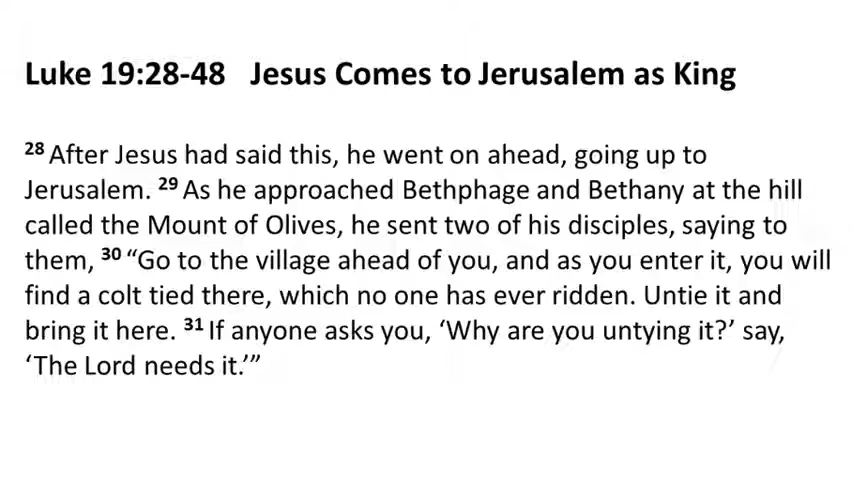 Luke 19:28-48 Jesus Comes to Jerusalem as King
28 After Jesus had said this, he went on ahead, going up to
Jerusalem. 29 As he approached Bethphage and Bethany at the hill
called the Mount of Olives, he sent two of his disciples, saying to
them, 30 “Go to the village ahead of you, and as you enter it, you will
find a colt tied there, which no one has ever ridden. Untie it and
bring it here. 31 If anyone asks you, ‘Why are you untying it?’ say,
‘The Lord needs it.’”